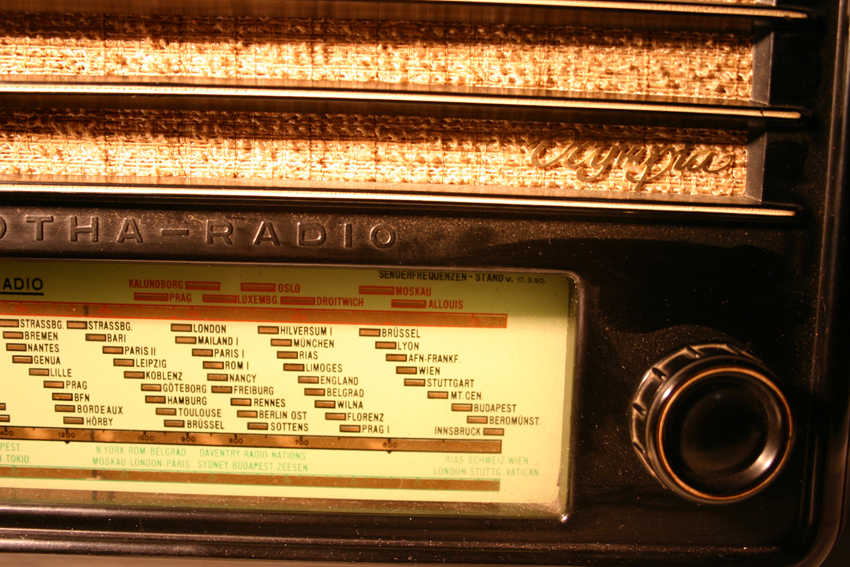 Olympia
OTHA-RADIO
RADIO
SENDERFREQUENZEN - STAND v. 17.3.50.
KALUNDBORG OSLO MOSKAU
PRAG LUXEMBG. DROITWICH ALLOUIS
STRASSBG. STRASSBG. LONDON HILVERSUM I BRÜSSEL
BREMEN BARI MAILAND I MÜNCHEN LYON
NANTES PARIS II PARIS I RIAS AFN-FRANKF.
GENUA LEIPZIG ROM I LIMOGES WIEN
LILLE KOBLENZ NANCY ENGLAND STUTTGART
PRAG GÖTEBORG FREIBURG BELGRAD MT.CEN.
BFN HAMBURG RENNES WILNA BUDAPEST
BORDEAUX TOULOUSE BERLIN OST FLORENZ BEROMÜNST.
HÖRBY BRÜSSEL SOTTENS PRAG I INNSBRUCK
1200 1000 900 800 700 600
PEST N.YORK-ROM-BELGRAD DAVENTRY-RADIO-NATIONS RIAS-SCHWEIZ-WIEN
TOKIO MOSKAU-LONDON-PARIS SYDNEY-BUDAPEST-ZEESEN LONDON-STUTTG. VATICAN